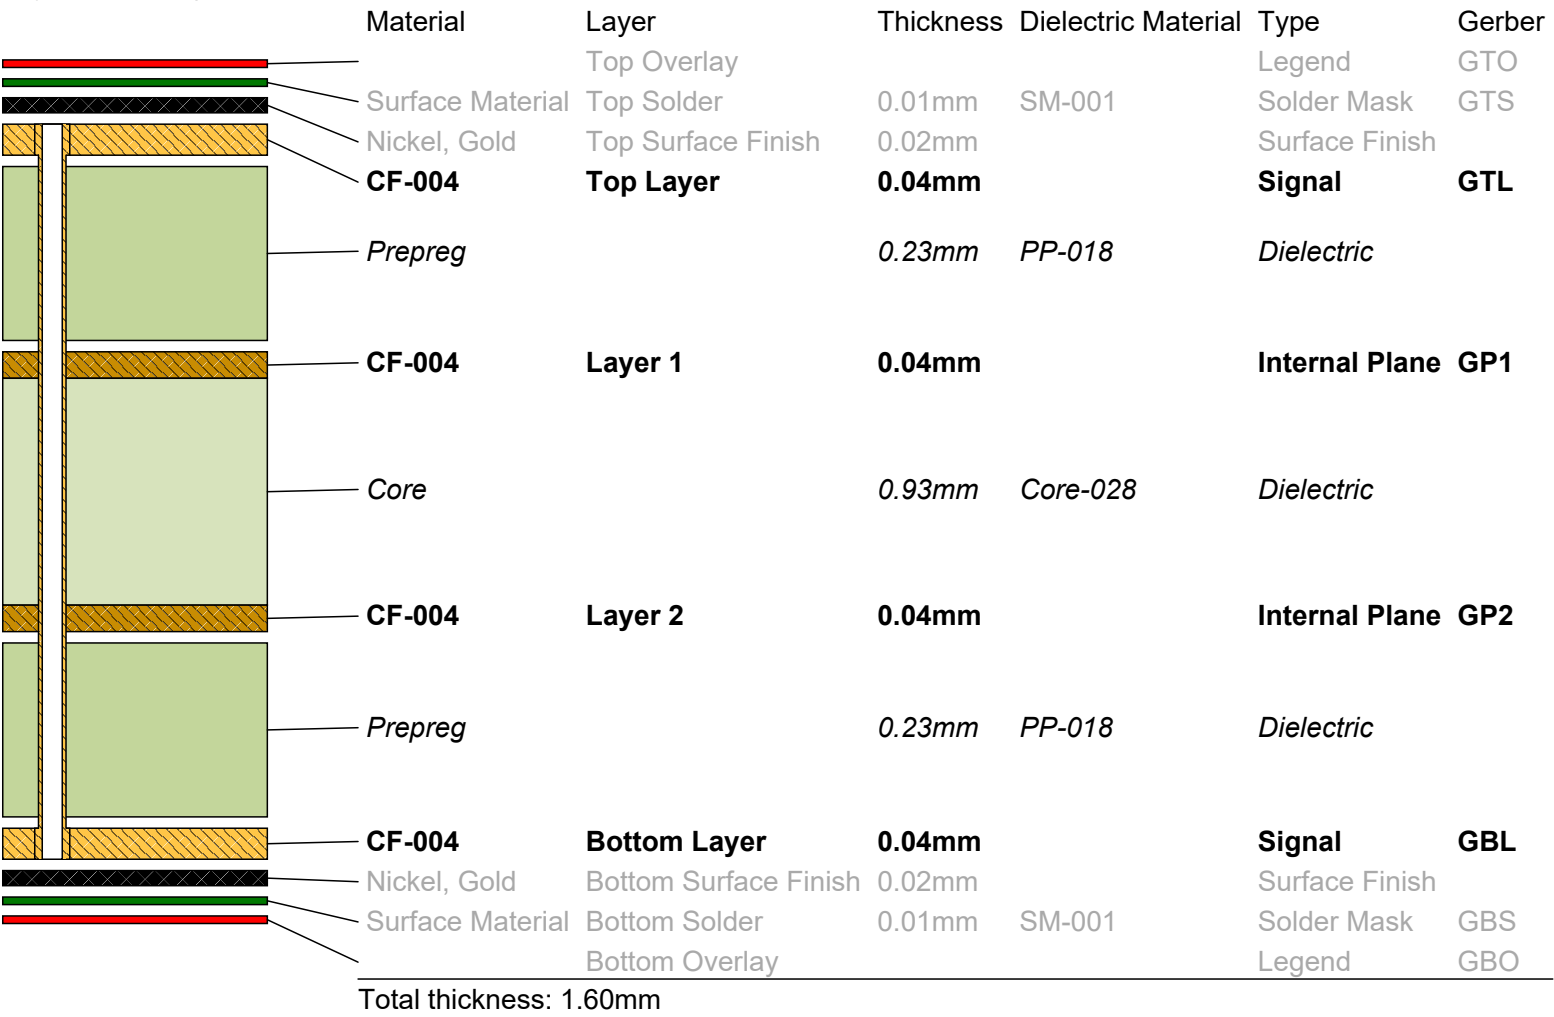 Material Layer Thickness Dielectric Material Type Gerber
Top Overlay Legend GTO
Surface Material Top Solder 0.01mm SM-001 Solder Mask GTS
Nickel, Gold Top Surface Finish 0.02mm Surface Finish
CF-004 Top Layer 0.04mm Signal GTL
Prepreg 0.23mm PP-018 Dielectric
CF-004 Layer 1 0.04mm Internal Plane GP1
Core 0.93mm Core-028 Dielectric
CF-004 Layer 2 0.04mm Internal Plane GP2
Prepreg 0.23mm PP-018 Dielectric
CF-004 Bottom Layer 0.04mm Signal GBL
Nickel, Gold Bottom Surface Finish 0.02mm Surface Finish
Surface Material Bottom Solder 0.01mm SM-001 Solder Mask GBS
Bottom Overlay Legend GBO
Total thickness: 1.60mm